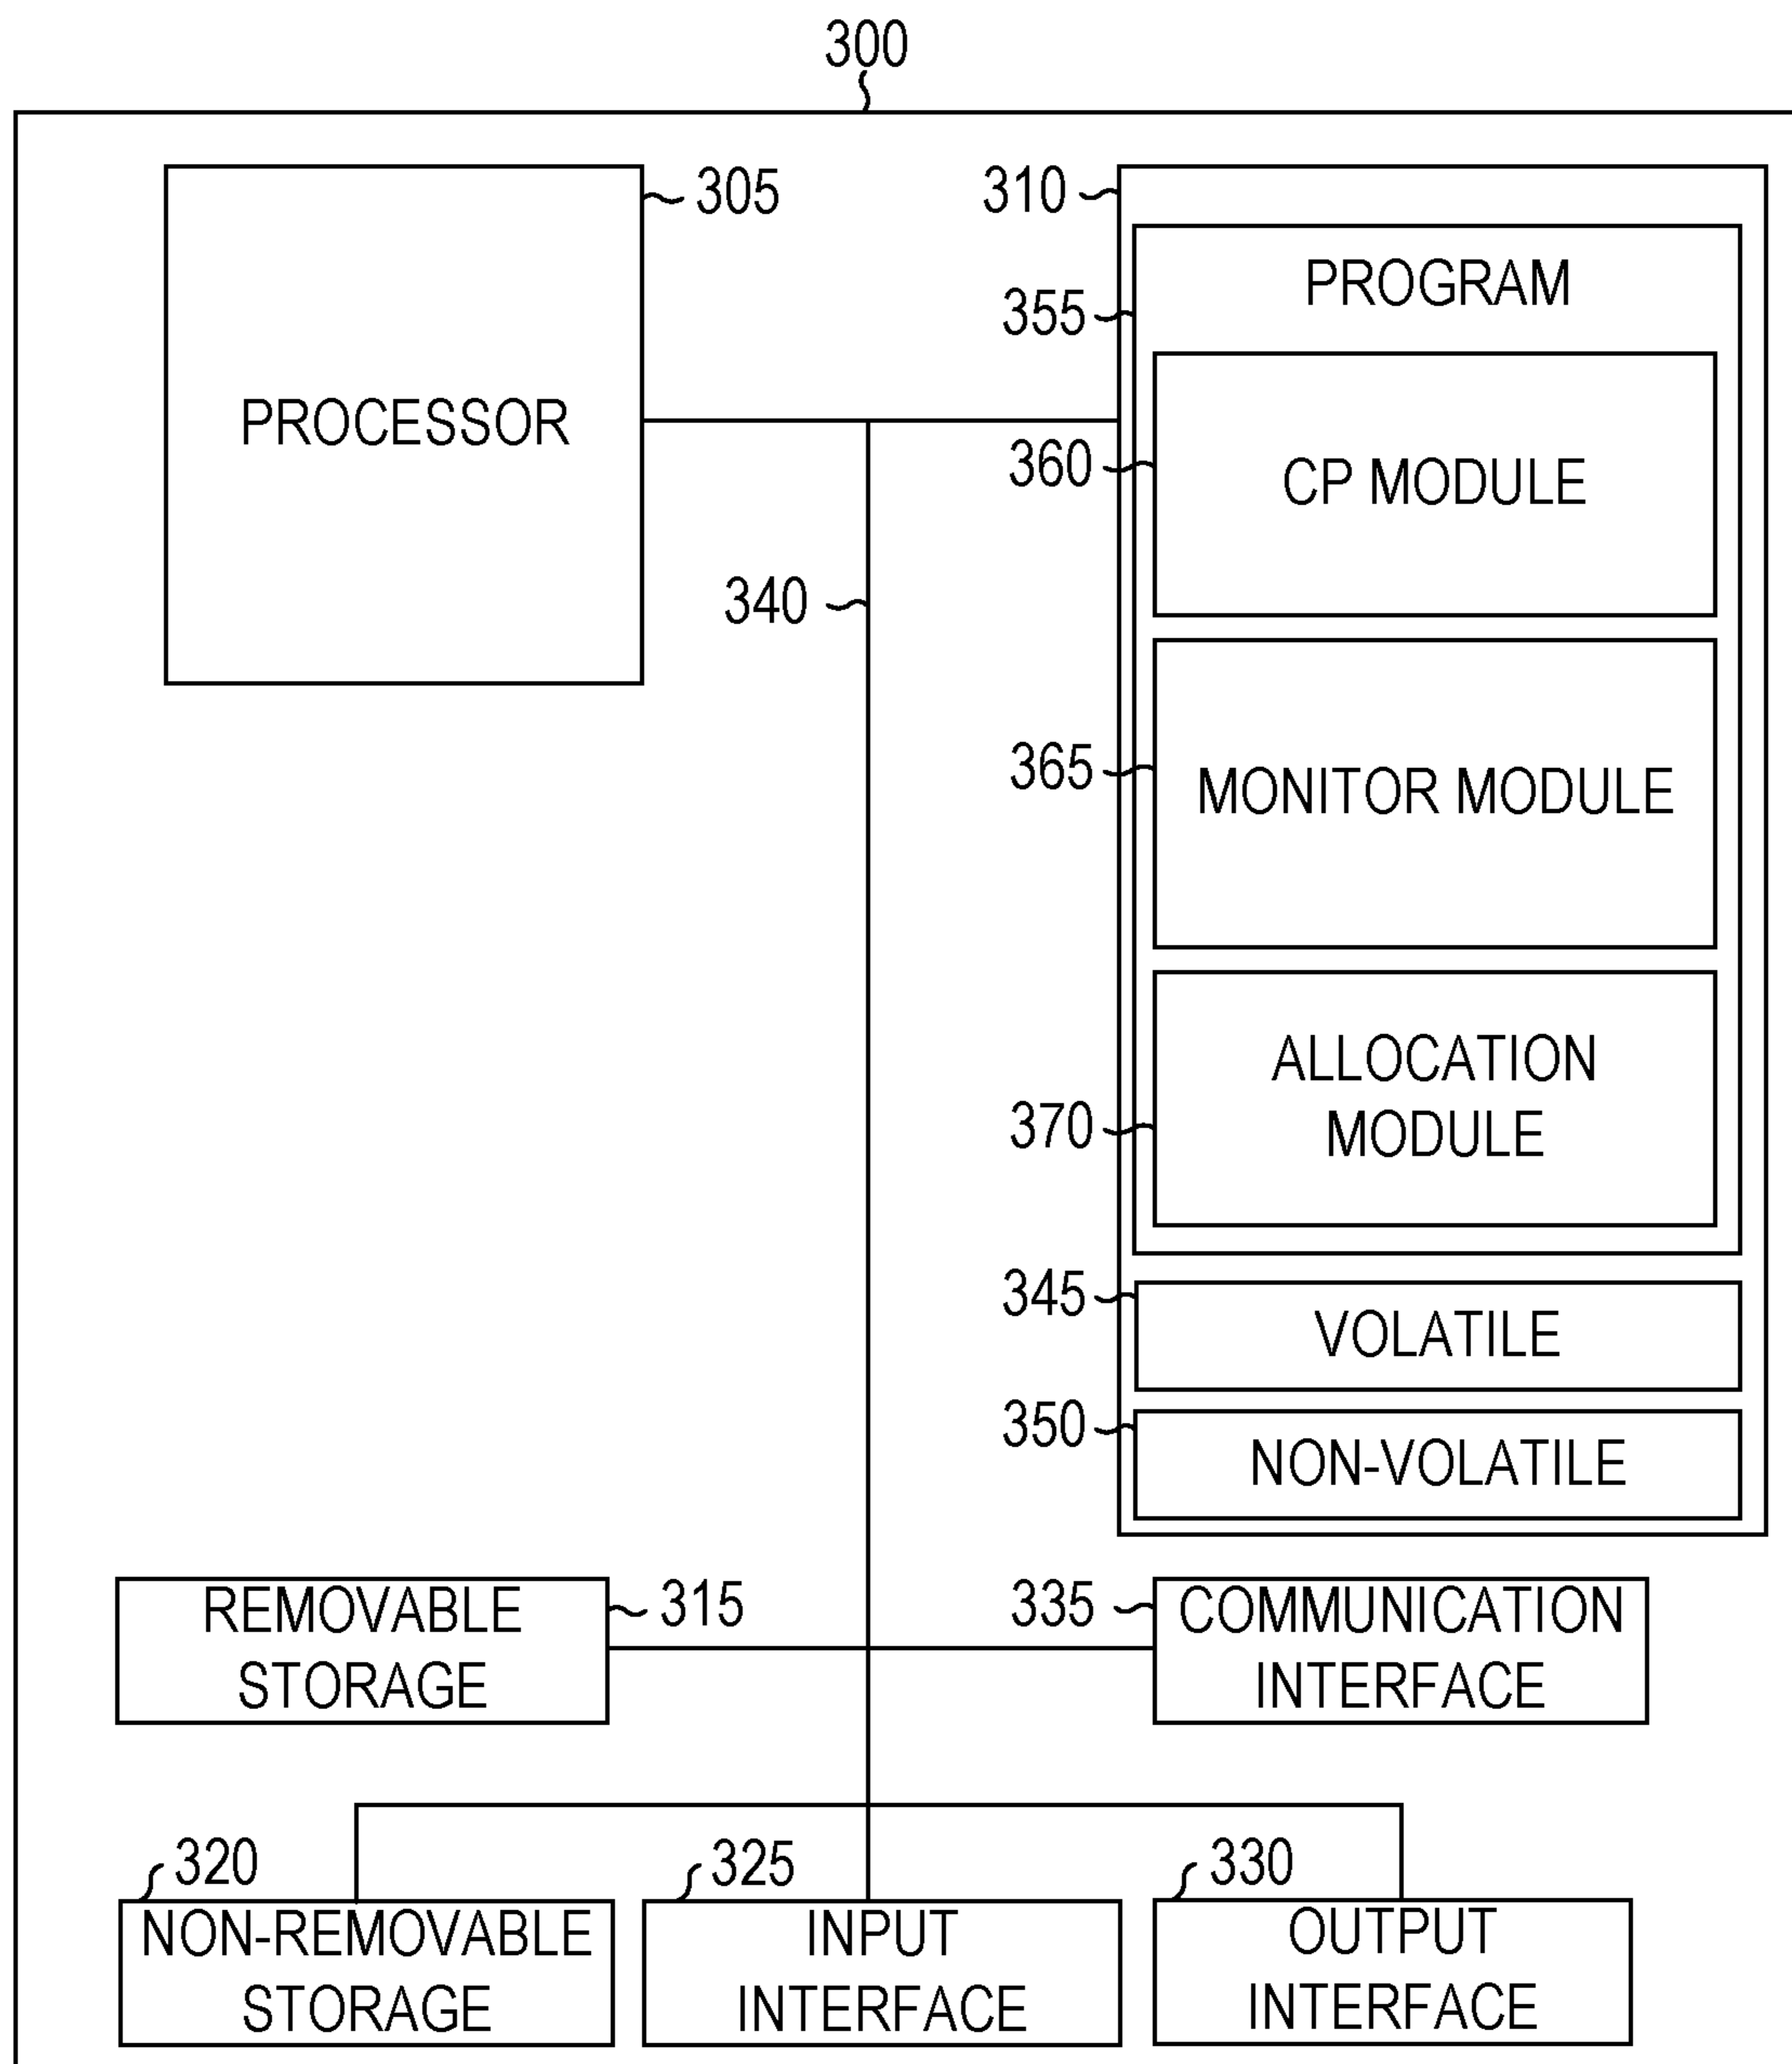 300
305
310
PROCESSOR
355
PROGRAM
360
CP MODULE
340
365
MONITOR MODULE
370
ALLOCATION
MODULE
345
VOLATILE
350
NON-VOLATILE
REMOVABLE
STORAGE
315
335
COMMUNICATION
INTERFACE
320
NON-REMOVABLE
STORAGE
325
INPUT
INTERFACE
330
OUTPUT
INTERFACE